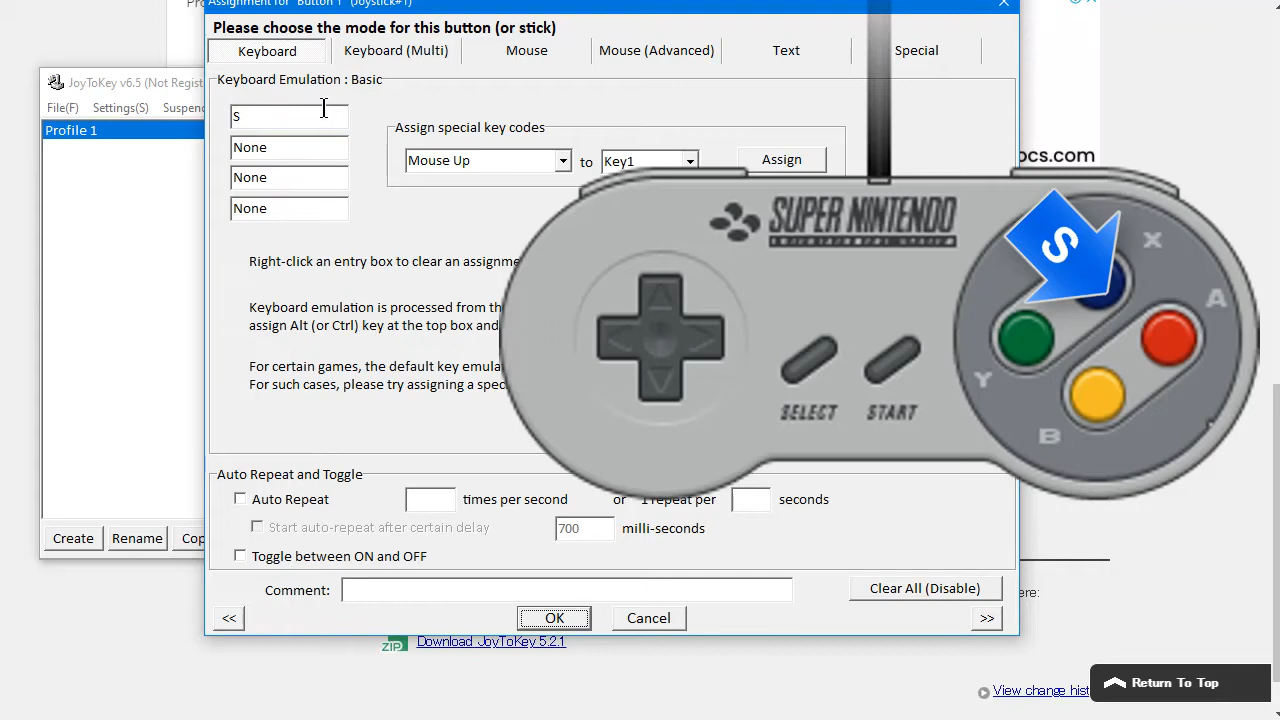 Assignment for "Button 1" (Joystick#1)
Please choose the mode for this button (or stick)
Keyboard
Keyboard (Multi)
Mouse
Mouse (Advanced)
Text
Special
Keyboard Emulation : Basic
JoyToKey v6.5 (Not Regist
File(F)
Settings(S)
Suspend
Profile 1
S
None
None
None
Assign special key codes
Mouse Up
to
Key1
Assign
ocs.com
Right-click an entry box to clear an assignme
Keyboard emulation is processed from th
assign Alt (or Ctrl) key at the top box and
For certain games, the default key emula
For such cases, please try assigning a spec
SUPER NINTENDO
ENTERTAINMENT SYSTEM
S
X
A
Y
B
SELECT
START
Auto Repeat and Toggle
Auto Repeat
times per second
or
1 repeat per
seconds
Start auto-repeat after certain delay
700
milli-seconds
Toggle between ON and OFF
Create
Rename
Cop
Comment:
Clear All (Disable)
here:
<<
OK
Cancel
>>
ZIP
Download JoyToKey 5.2.1
View change hist
Return To Top